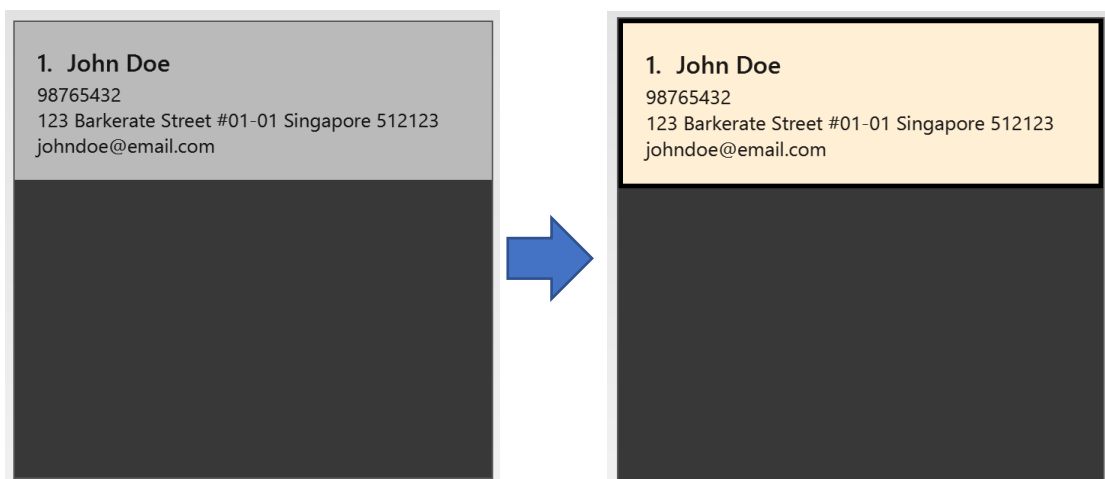 1. John Doe
98765432
123 Barkerate Street #01-01 Singapore 512123
johndoe@email.com
1. John Doe
98765432
123 Barkerate Street #01-01 Singapore 512123
johndoe@email.com